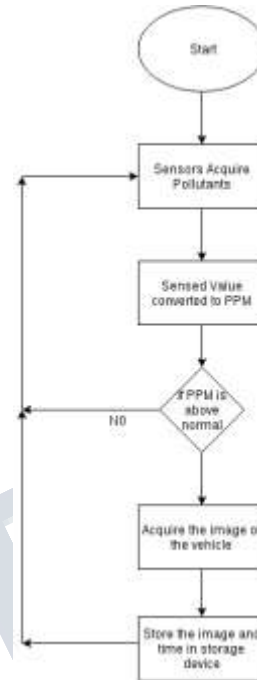 Start
Sensors Acquire
Pollutants
Sensed Value
converted to PPM
If PPM is
above
normal
N0
Acquire the image of
the vehicle
Store the image and
time in storage
device